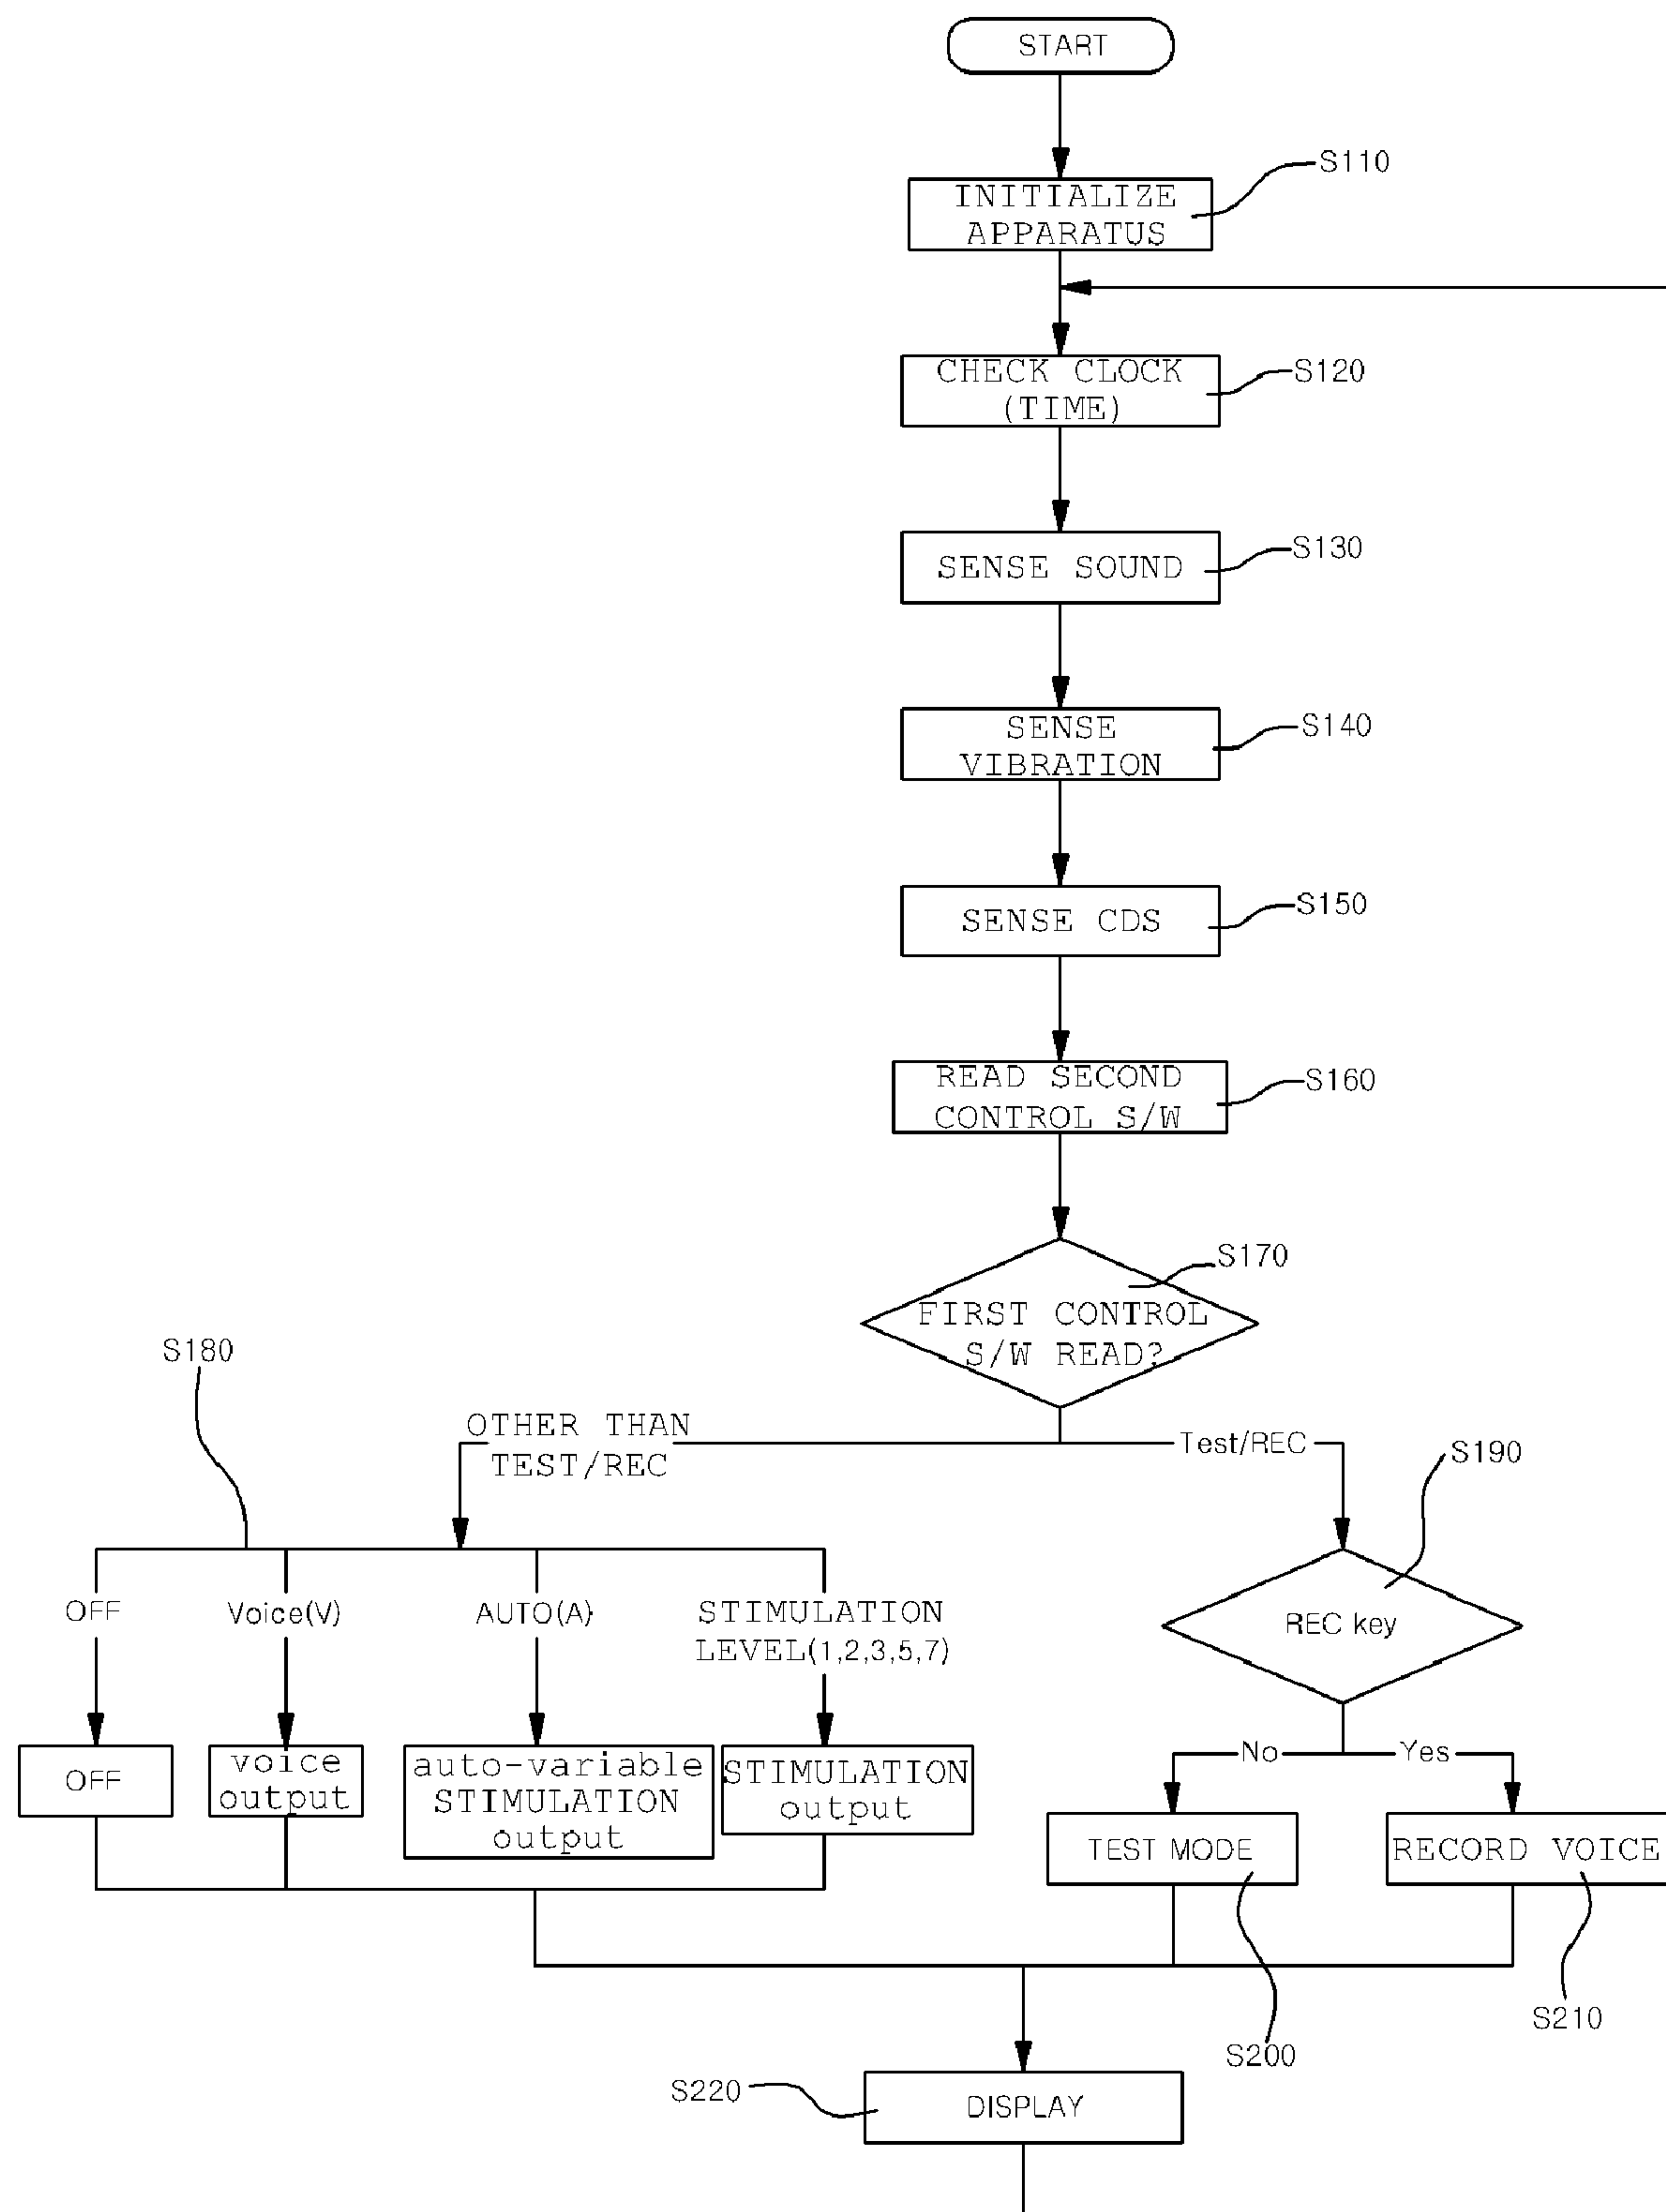 START
S110
INITIALIZE
APPARATUS
CHECK CLOCK
(TIME)
S120
SENSE SOUND
S130
SENSE
VIBRATION
S140
SENSE CDS
S150
READ SECOND
CONTROL S/W
S160
S170
FIRST CONTROL
S/W READ?
S180
OTHER THAN
TEST/REC
Test/REC
S190
OFF
Voice(V)
AUTO(A)
STIMULATION
LEVEL(1,2,3,5,7)
REC key
No
Yes
OFF
voice
output
auto-variable
STIMULATION
output
STIMULATION
output
TEST MODE
RECORD VOICE
S200
S210
S220
DISPLAY